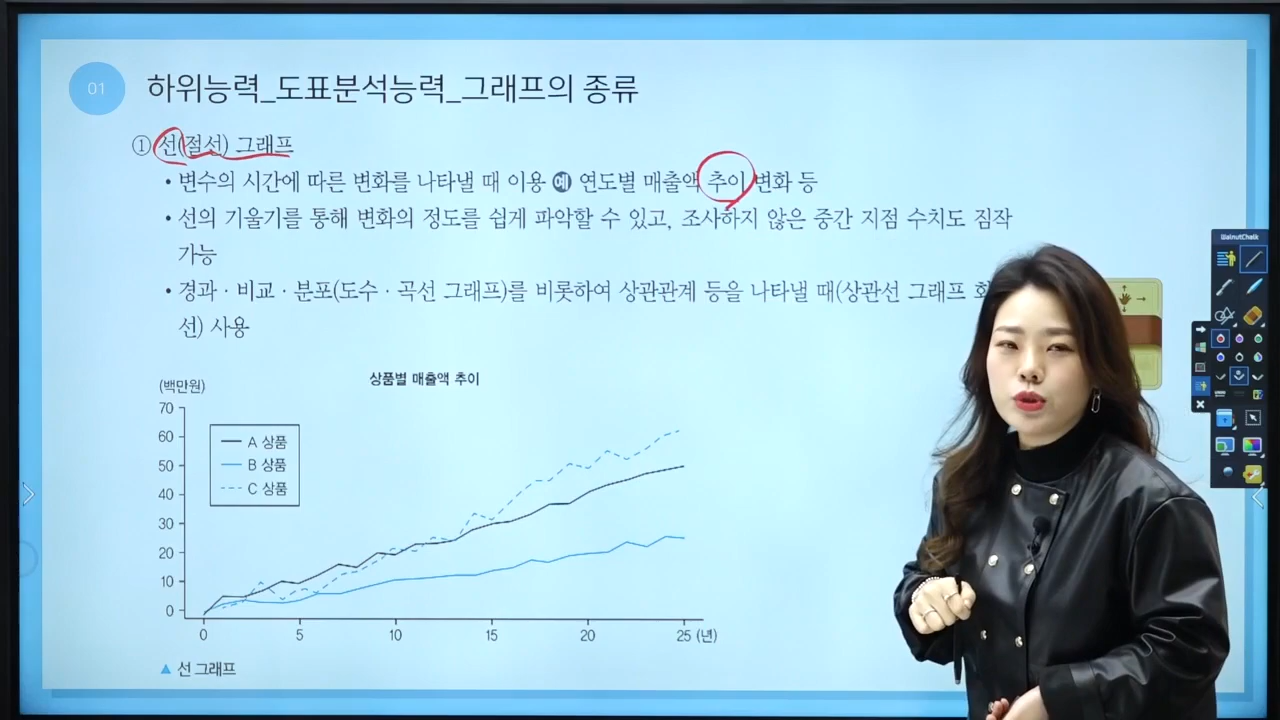 01
하위능력_도표분석능력_그래프의 종류
① 선(절선) 그래프
• 변수의 시간에 따른 변화를 나타낼 때 이용 예 연도별 매출액 추이 변화 등
• 선의 기울기를 통해 변화의 정도를 쉽게 파악할 수 있고, 조사하지 않은 중간 지점 수치도 짐작
가능
• 경과 · 비교 · 분포(도수 · 곡선 그래프)를 비롯하여 상관관계 등을 나타낼 때(상관선 그래프
선) 사용
상품별 매출액 추이
(백만원)
70
60
50
40
30
20
10
0
A 상품
B 상품
C 상품
0 5 10 15 20 25 (년)
▲ 선 그래프
WalnutChalk